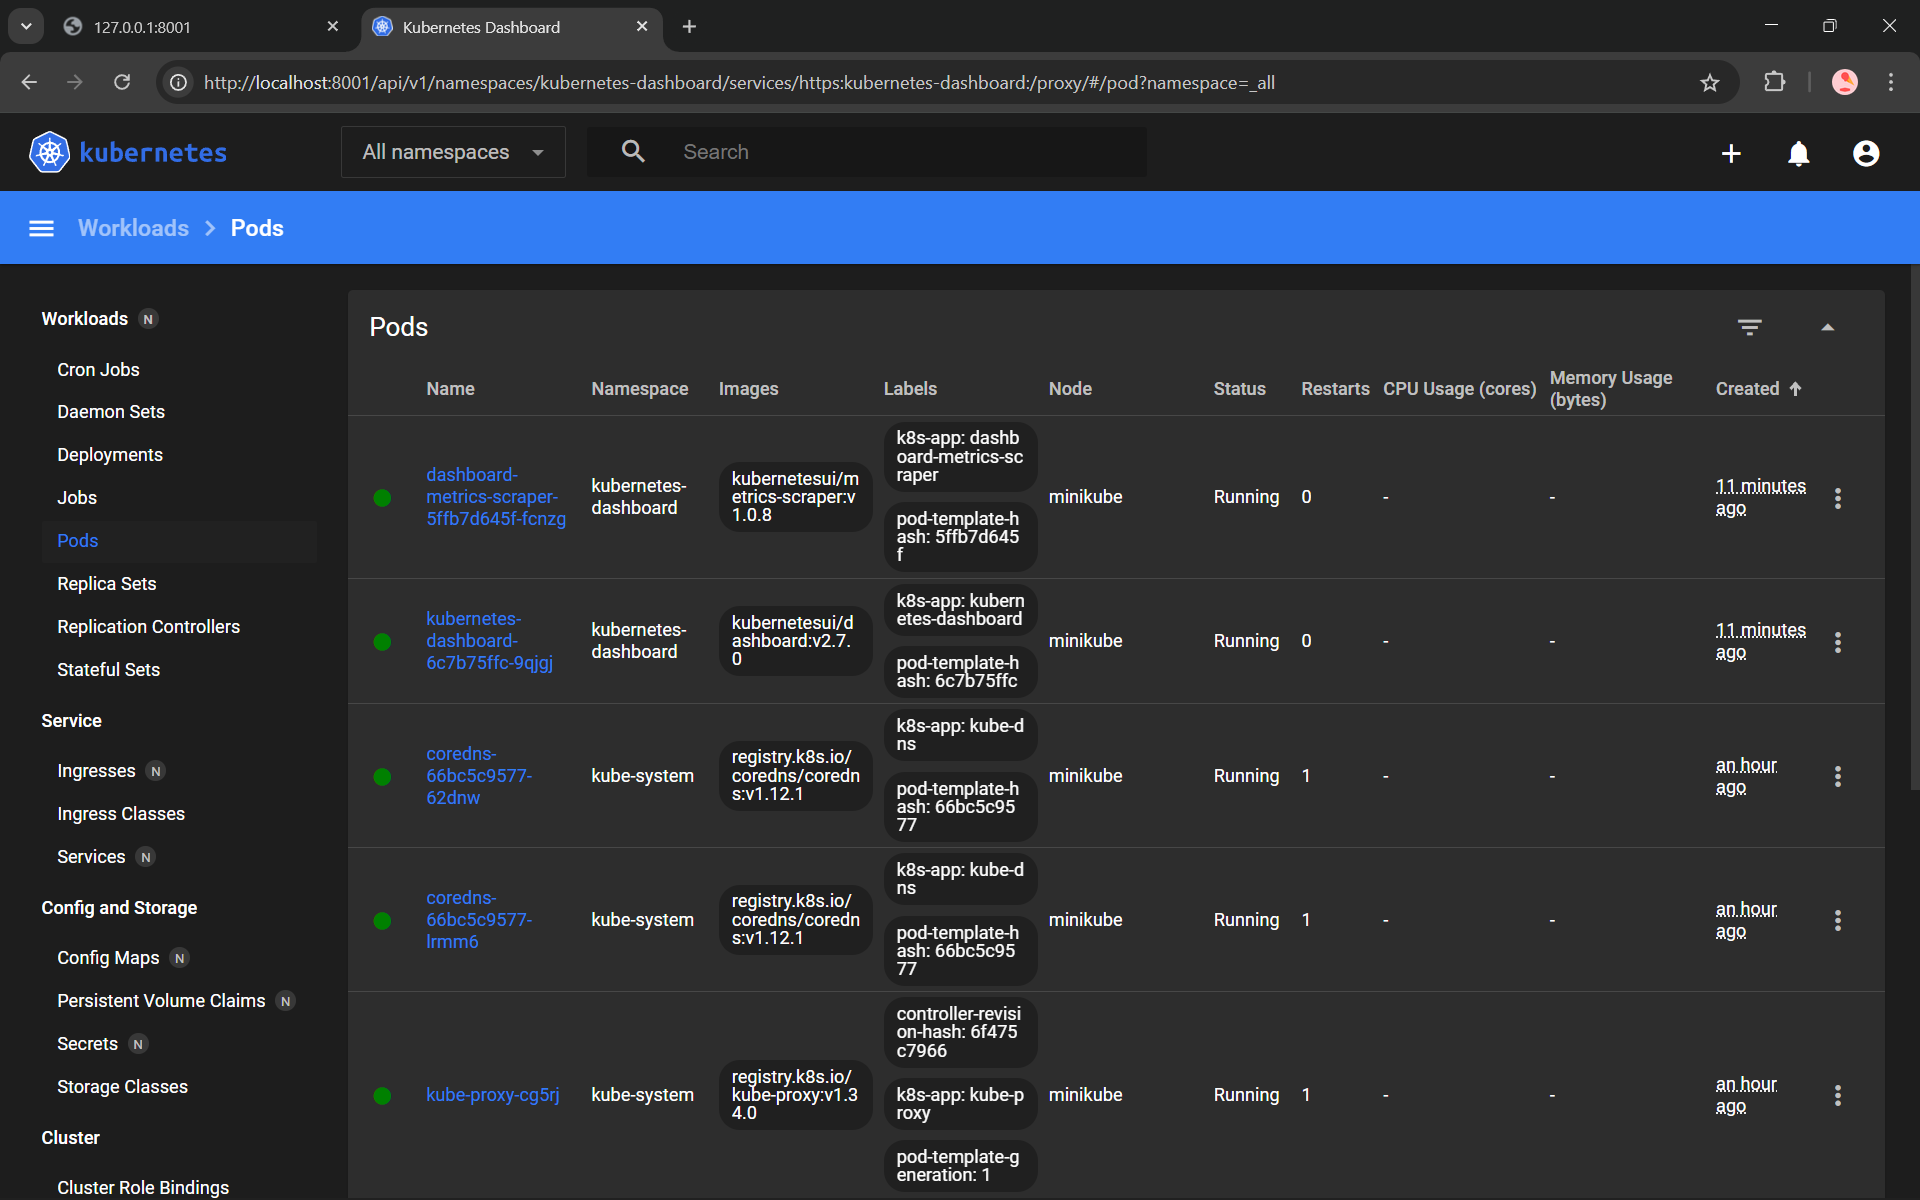 127.0.0.1:8001
Kubernetes Dashboard
http://localhost:8001/api/v1/namespaces/kubernetes-dashboard/services/https:kubernetes-dashboard:/proxy/#/pod?namespace=_all
kubernetes
All namespaces
Search
Workloads > Pods
Workloads N
Cron Jobs
Daemon Sets
Deployments
Jobs
Pods
Replica Sets
Replication Controllers
Stateful Sets
Service
Ingresses N
Ingress Classes
Services N
Config and Storage
Config Maps N
Persistent Volume Claims N
Secrets N
Storage Classes
Cluster
Cluster Role Bindings
Pods
Name
Namespace
Images
Labels
Node
Status
Restarts
CPU Usage (cores)
Memory Usage
(bytes)
Created
dashboard-
metrics-scraper-
5ffb7d645f-fcnzg
kubernetes-
dashboard
kubernetesui/m
etrics-scraper:v
1.0.8
k8s-app: dashb
oard-metrics-sc
raper
pod-template-h
ash: 5ffb7d645
f
minikube
Running
0
-
-
11 minutes
ago
kubernetes-
dashboard-
6c7b75ffc-9qjgj
kubernetes-
dashboard
kubernetesui/d
ashboard:v2.7.
0
k8s-app: kubern
etes-dashboard
pod-template-h
ash: 6c7b75ffc
minikube
Running
0
-
-
11 minutes
ago
coredns-
66bc5c9577-
62dnw
kube-system
registry.k8s.io/
coredns/coredn
s:v1.12.1
k8s-app: kube-d
ns
pod-template-h
ash: 66bc5c95
77
minikube
Running
1
-
-
an hour
ago
coredns-
66bc5c9577-
lrmm6
kube-system
registry.k8s.io/
coredns/coredn
s:v1.12.1
k8s-app: kube-d
ns
pod-template-h
ash: 66bc5c95
77
minikube
Running
1
-
-
an hour
ago
kube-proxy-cg5rj
kube-system
registry.k8s.io/
kube-proxy:v1.3
4.0
controller-revisi
on-hash: 6f475
c7966
k8s-app: kube-p
roxy
pod-template-g
eneration: 1
minikube
Running
1
-
-
an hour
ago